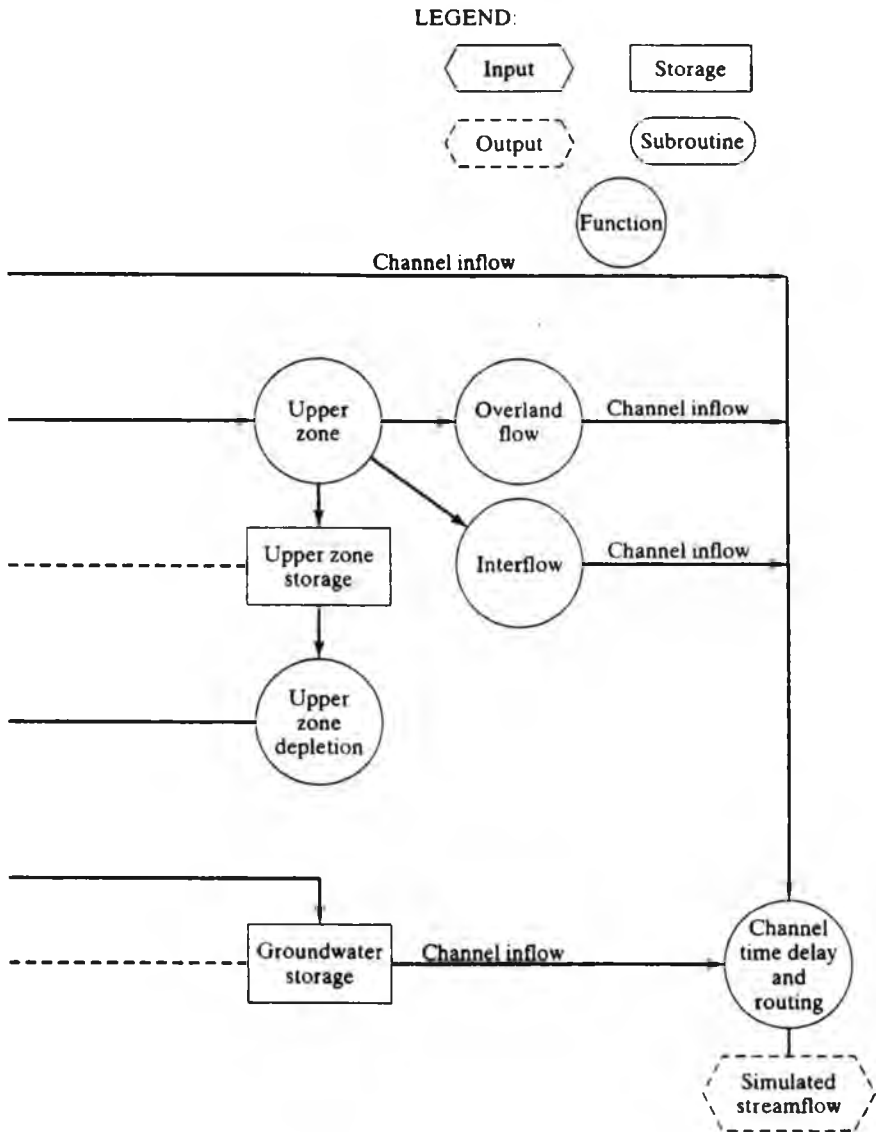 LEGEND:
Input
Storage
Output
Subroutine
Function
Channel inflow
Upper
zone
Overland
flow
Channel inflow
Upper zone
storage
Interflow
Channel inflow
Upper
zone
depletion
Groundwater
storage
Channel inflow
Channel
time delay
and
routing
Simulated
streamflow